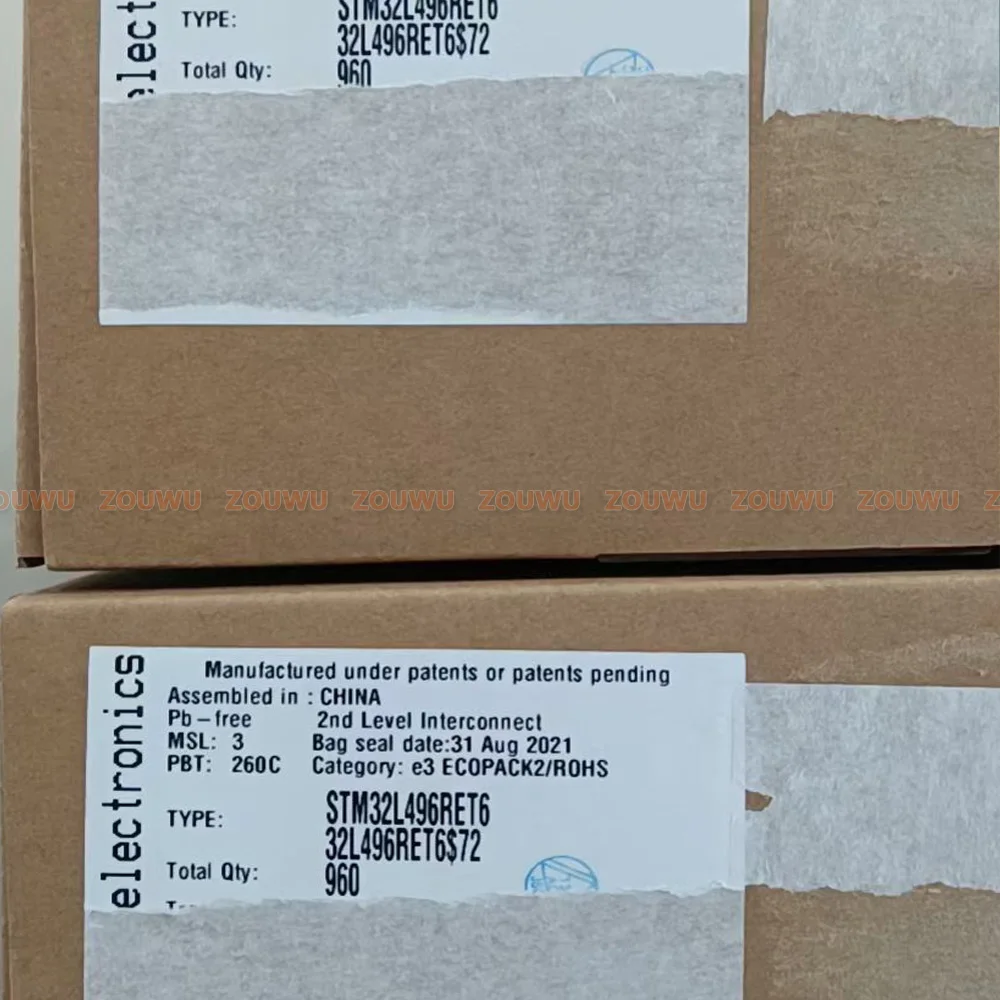 elect
TYPE:
STM32L496RET6
32L496RET6$72
Total Qty:
960
ZOUWU ZOUWU ZOUWU ZOUWU ZOUWU ZOUWU ZOUWU
electronics
Manufactured under patents or patents pending
Assembled in : CHINA
Pb-free 2nd Level Interconnect
MSL: 3 Bag seal date:31 Aug 2021
PBT: 260C Category: e3 ECOPACK2/ROHS
TYPE:
STM32L496RET6
32L496RET6$72
Total Qty:
960